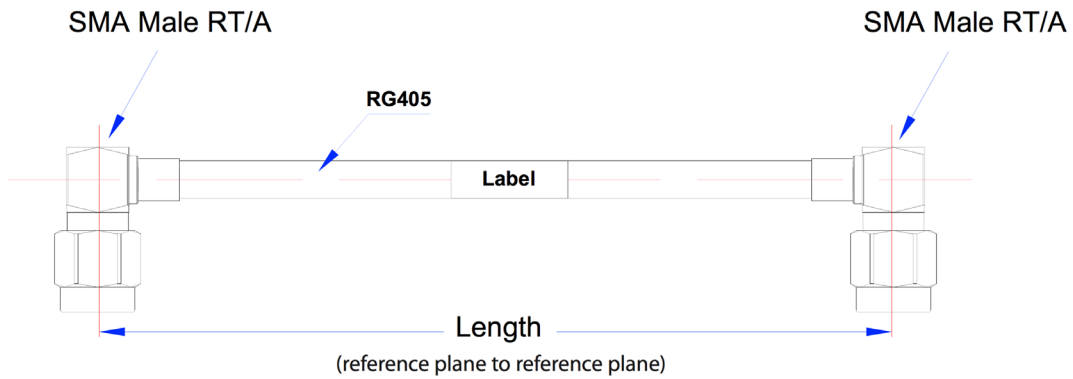 SMA Male RT/A
SMA Male RT/A
RG405
Label
Length
(reference plane to reference plane)